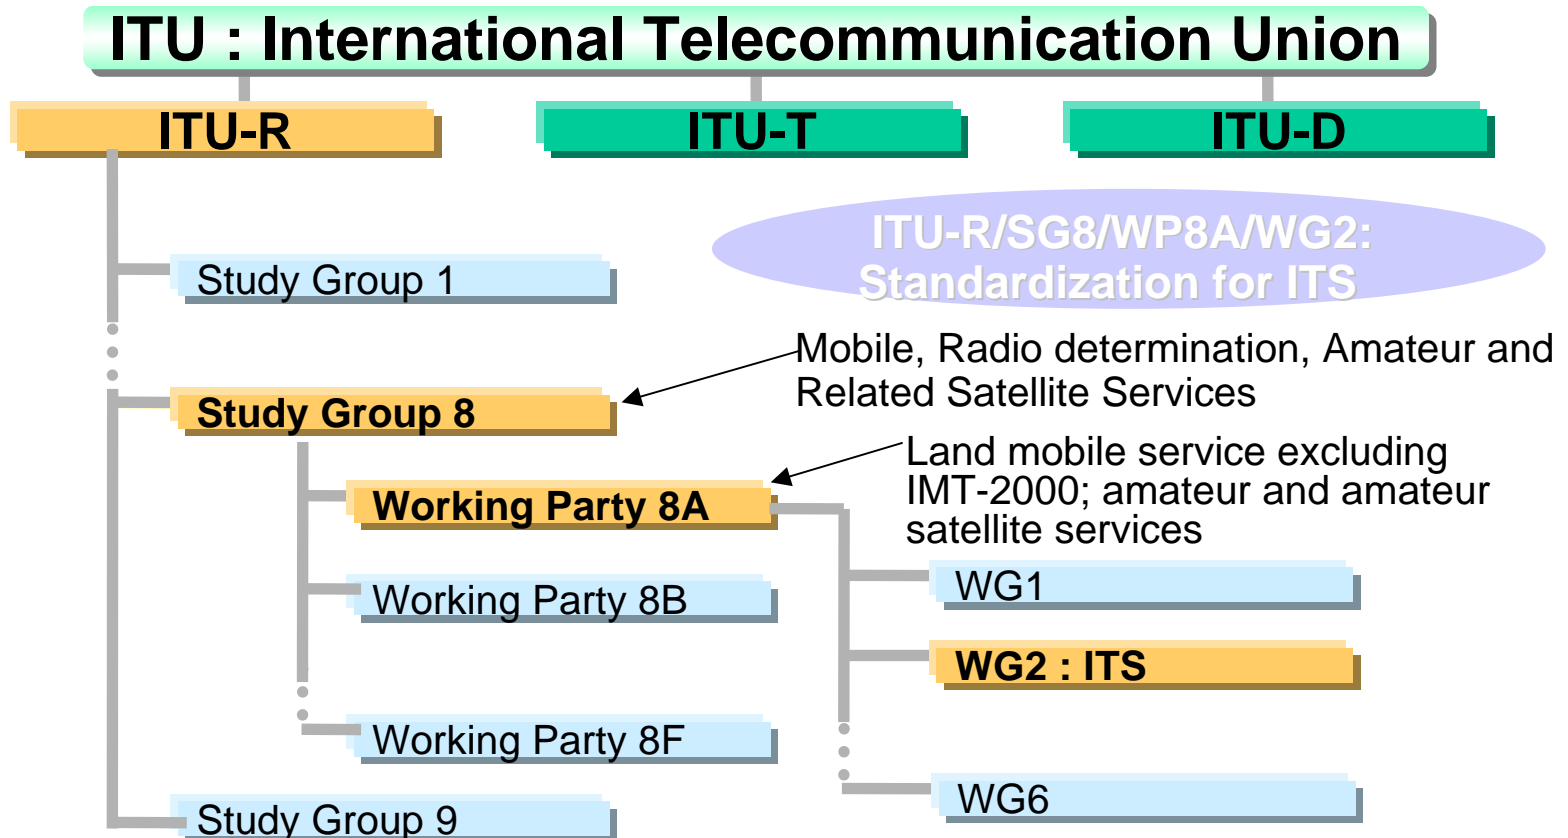 ITU : International Telecommunication Union
ITU-R
ITU-T
ITU-D
ITU-R/SG8/WP8A/WG2:
Standardization for ITS
Study Group 1
Mobile, Radio determination, Amateur and
Related Satellite Services
Study Group 8
Land mobile service excluding
IMT-2000; amateur and amateur
satellite services
Working Party 8A
WG1
Working Party 8B
WG2 : ITS
Working Party 8F
WG6
Study Group 9